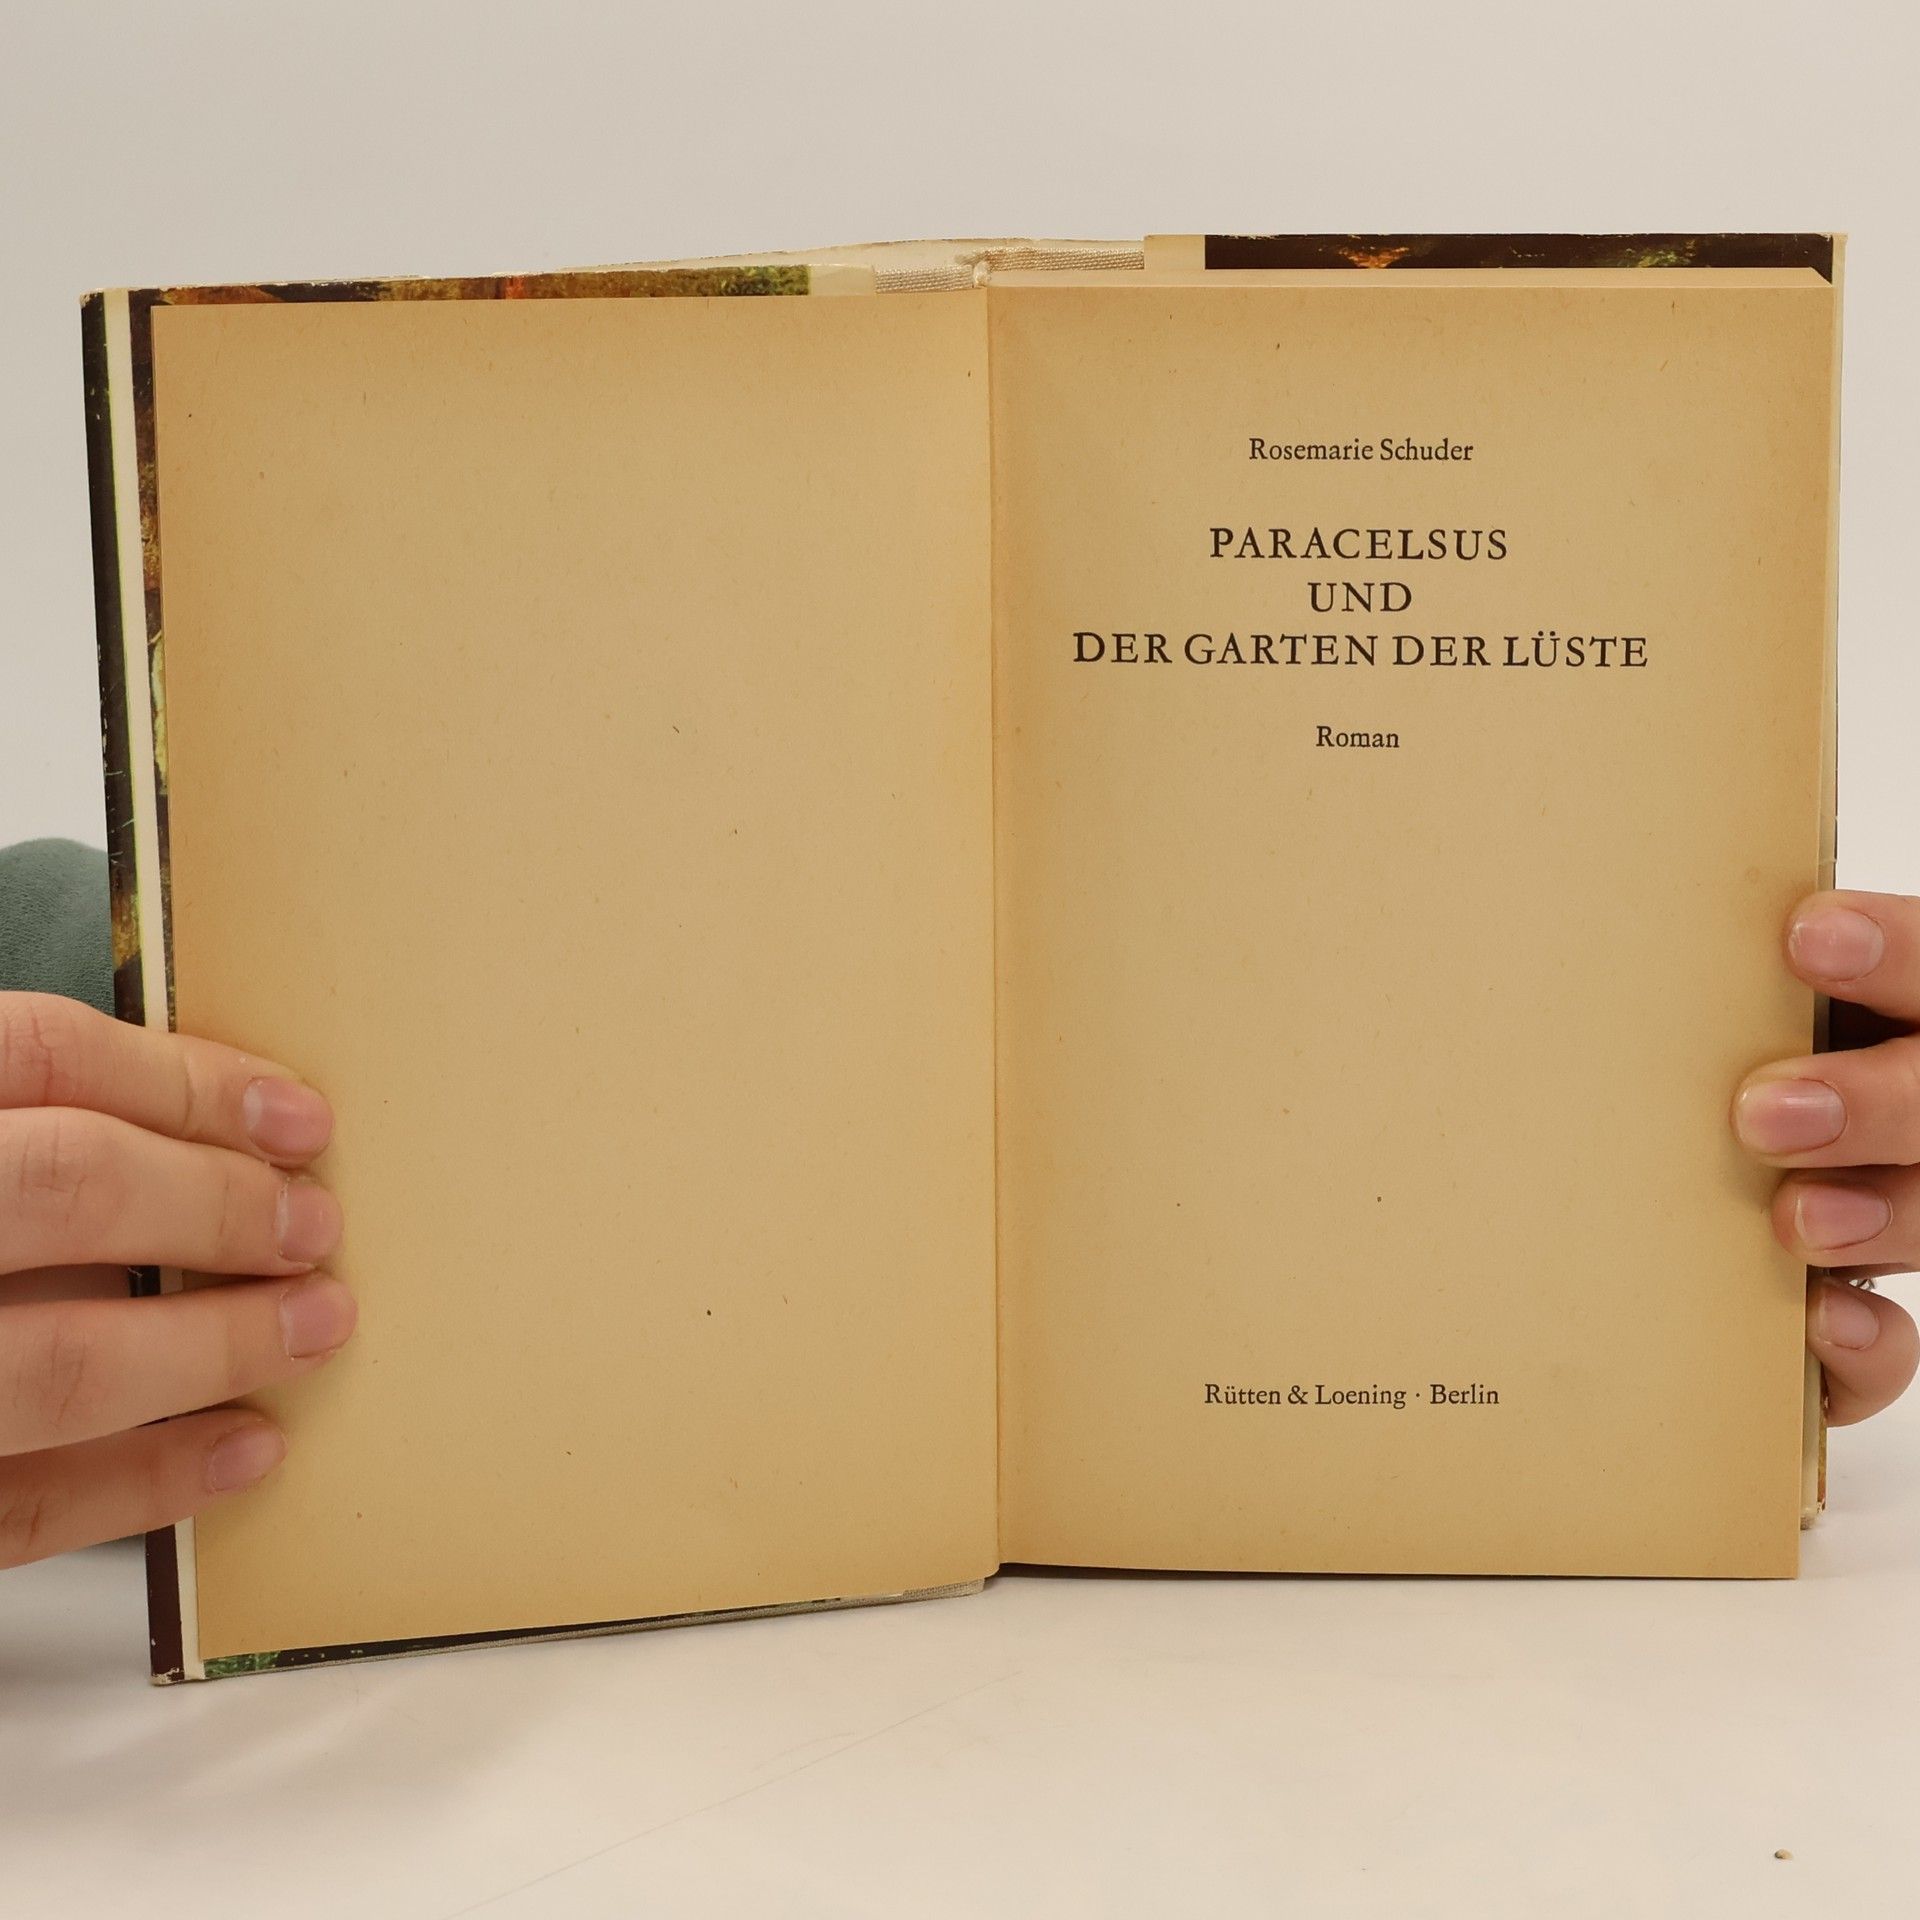 Rosemarie Schuder
PARACELSUS
UND
DER GARTEN DER LÜSTE
Roman
Rütten & Loening · Berlin